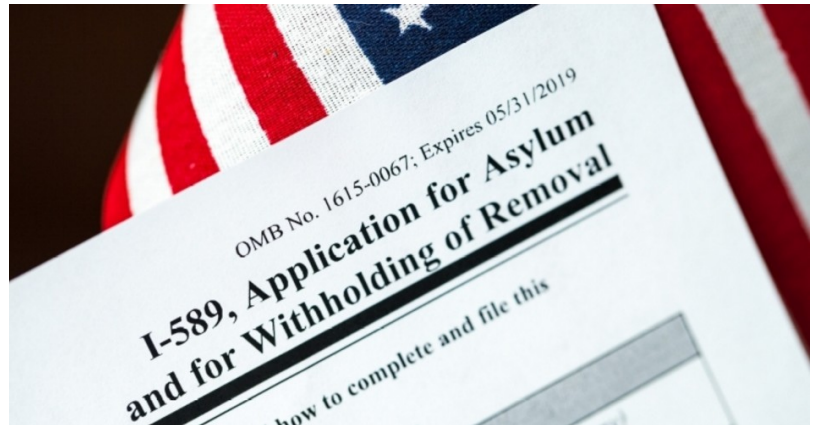 OMB No. 1615-0067; Expires 05/31/2019
I-589, Application for Asylum
and for Withholding of Removal
how to complete and file this